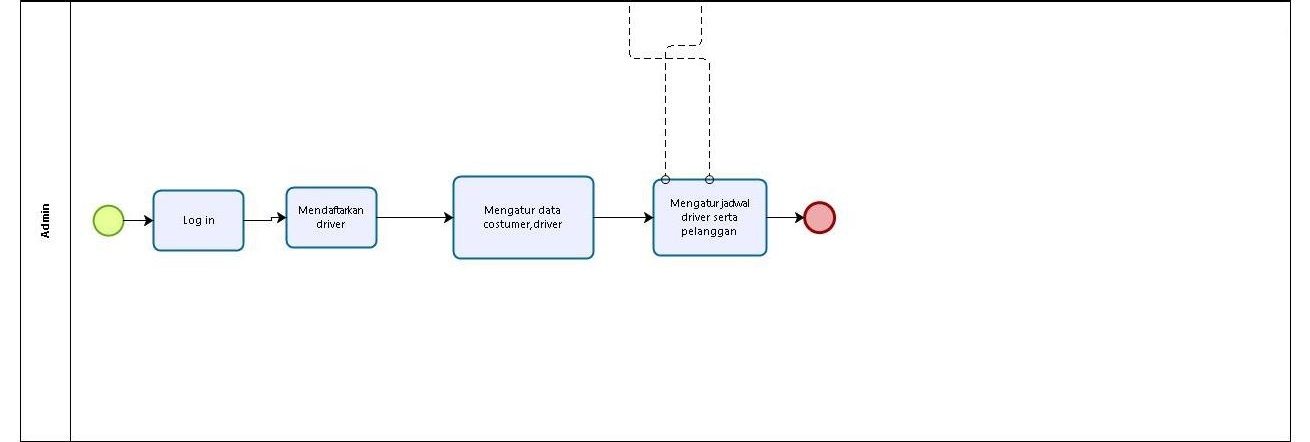 Admin
Log in
Mendaftarkan
driver
Mengatur data
costumer,driver
Mengatur jadwal
driver serta
pelanggan